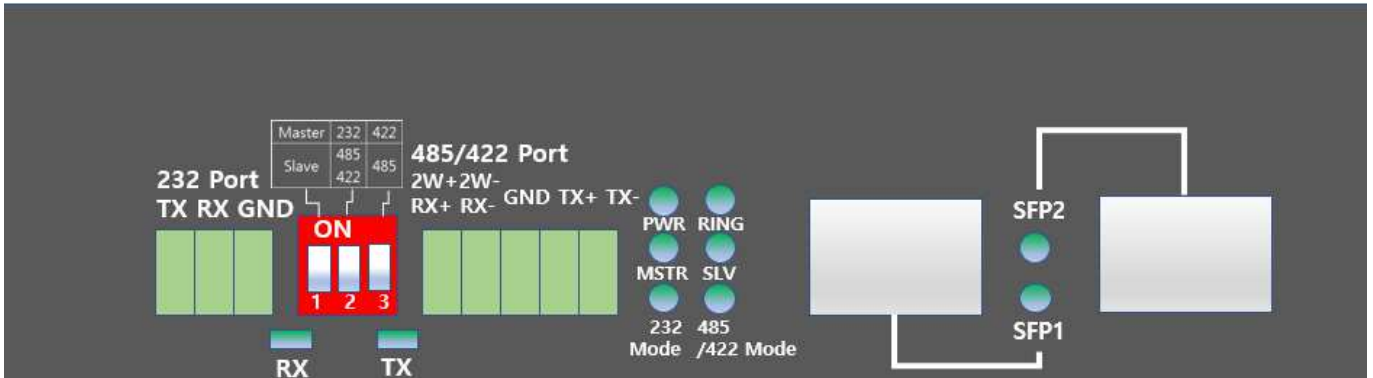 Master 232 422
Slave 485 422 485
232 Port
TX RX GND
485/422 Port
2W+2W-
RX+ RX- GND TX+ TX-
ON
1 2 3
RX TX
PWR RING
MSTR SLV
232 485
Mode /422 Mode
SFP2
SFP1